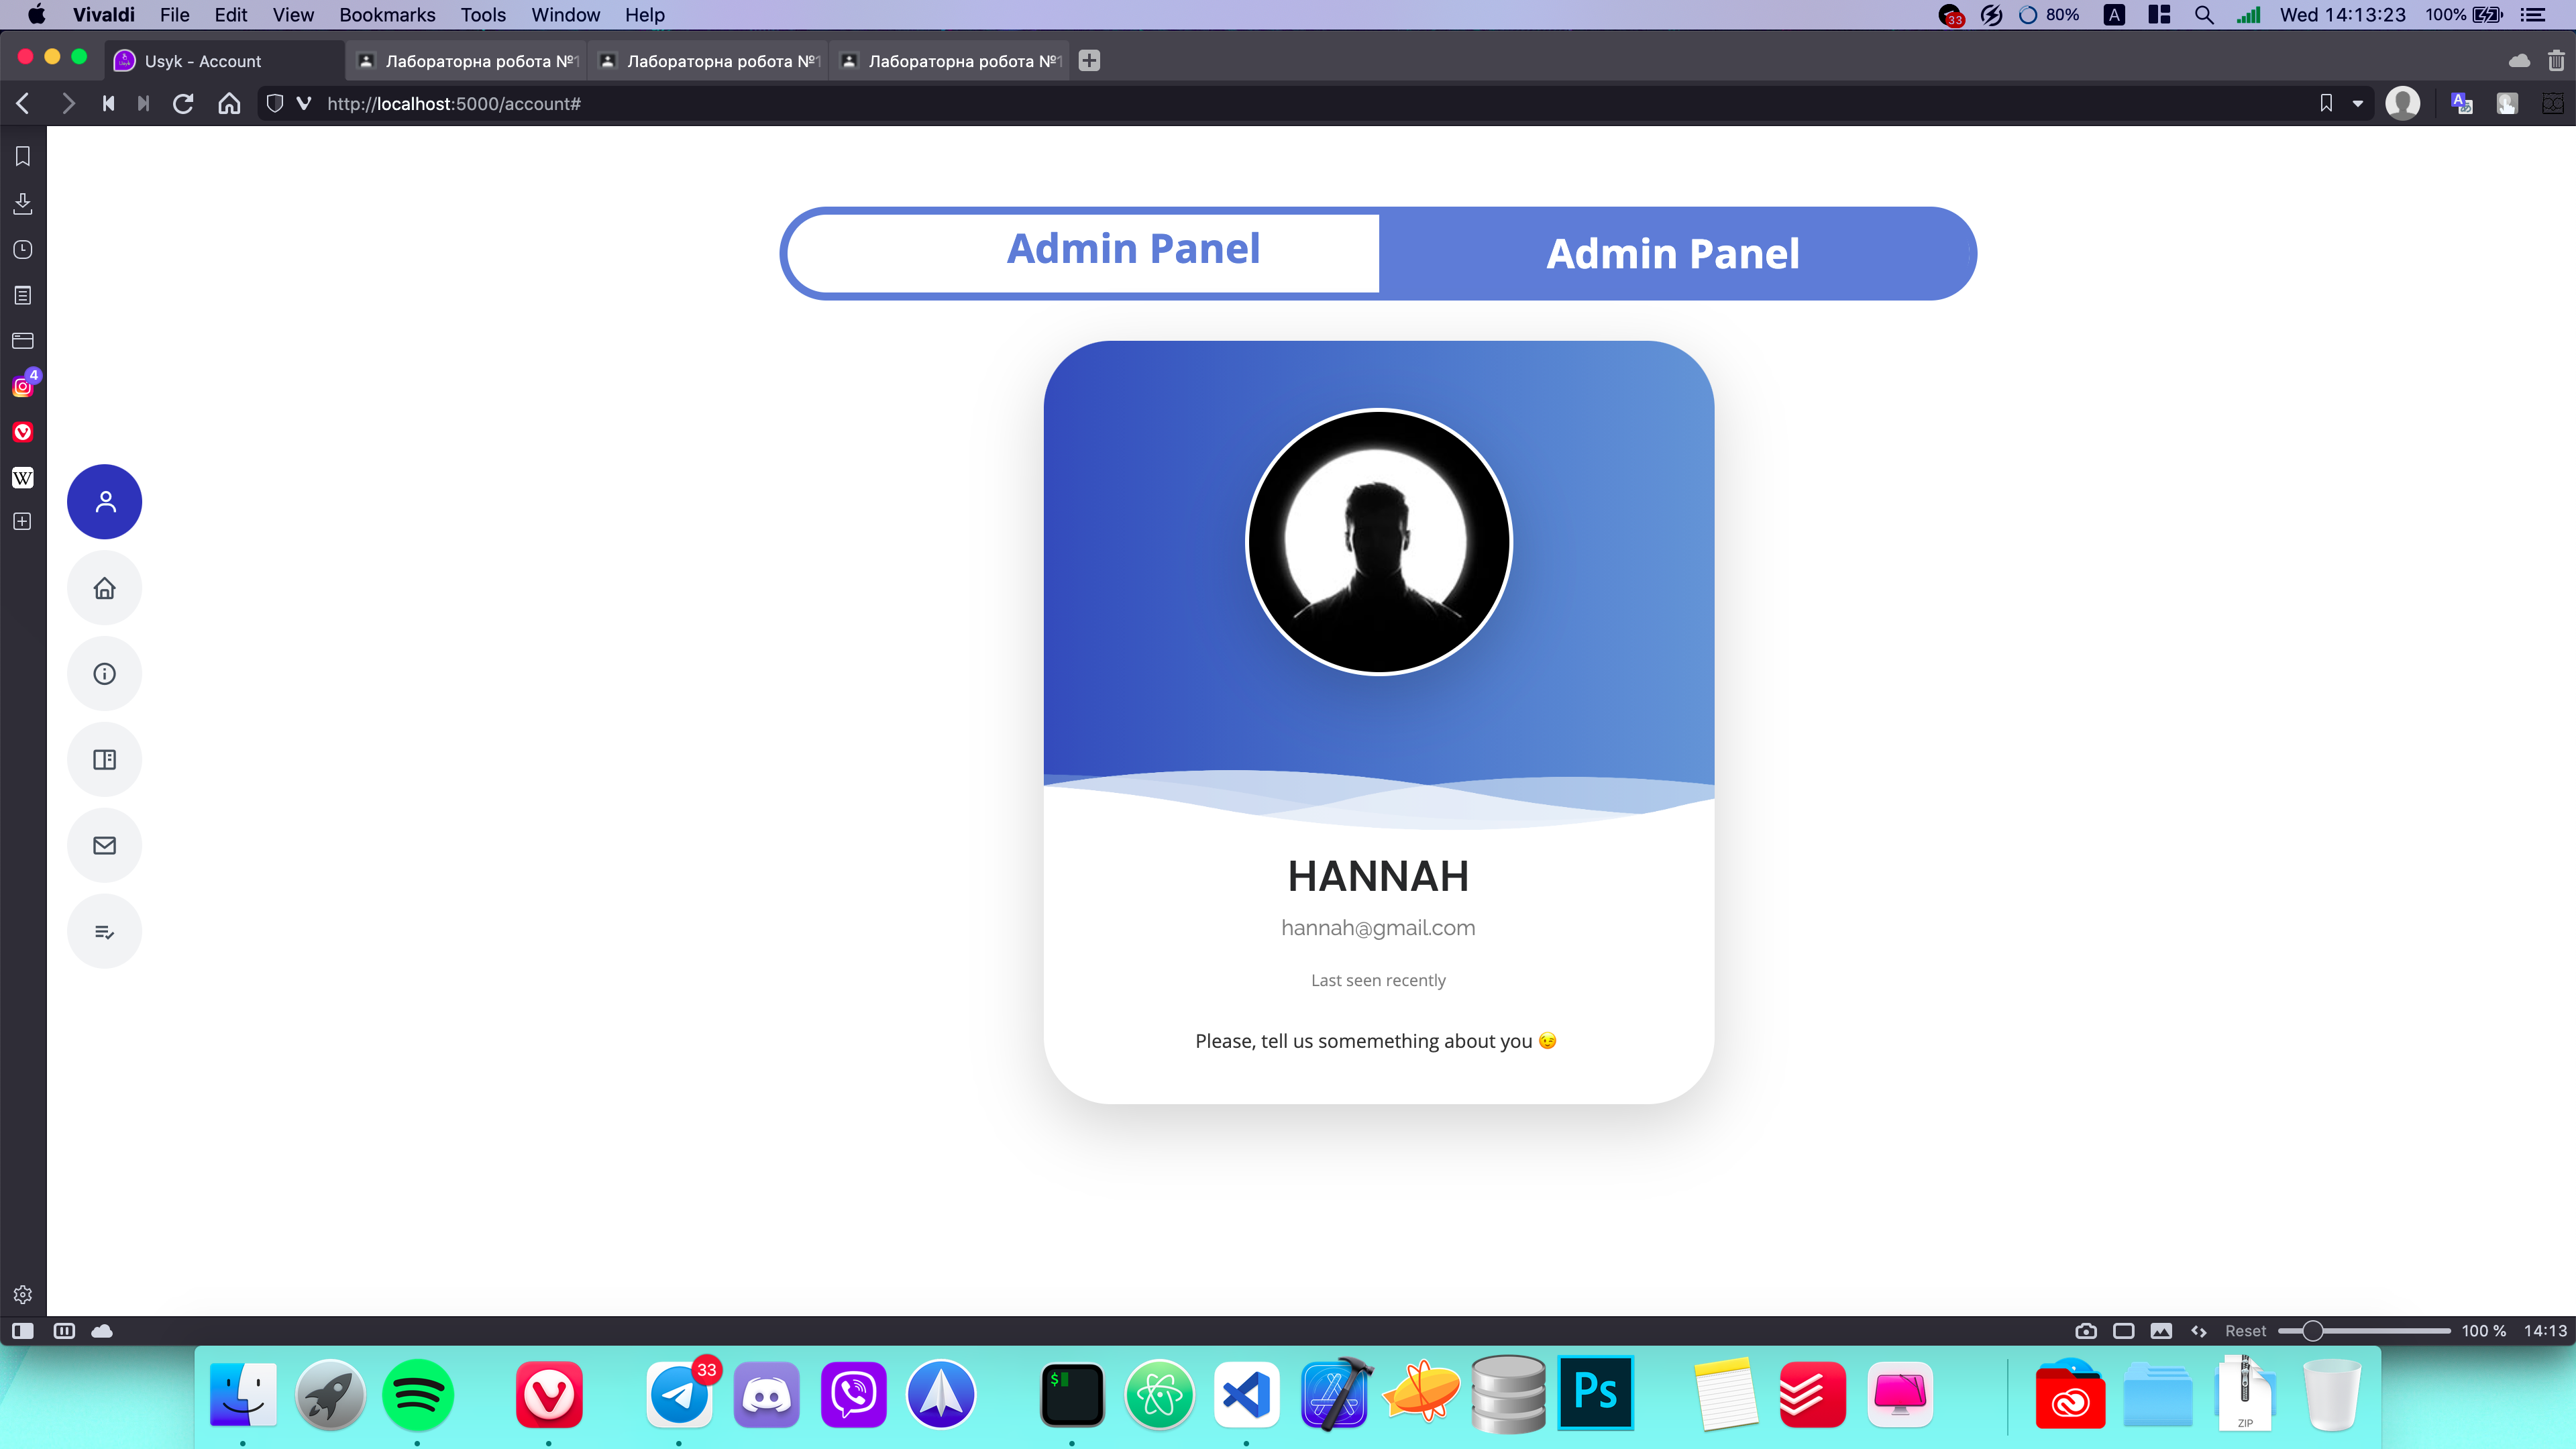 Vivaldi File Edit View Bookmarks Tools Window Help 33 80% A Wed 14:13:23 100%
Usyk - Account Лабораторна робота №1 Лабораторна робота №1 Лабораторна робота №1
http://localhost:5000/account#
Admin Panel Admin Panel
4
W
HANNAH
hannah@gmail.com
Last seen recently
Please, tell us somemething about you 😉
Reset 100 % 14:13
33
$
Ps
ZIP